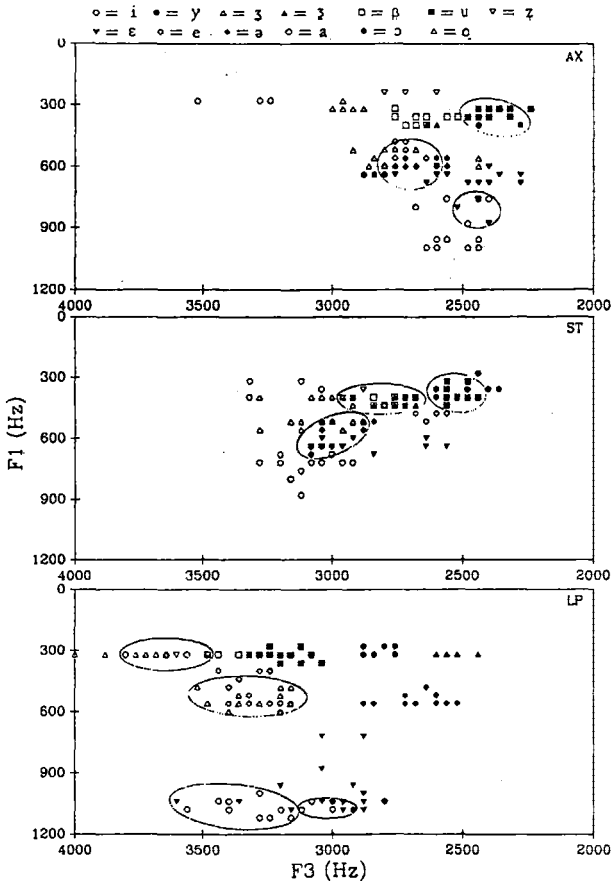 ○ = i ● = y △ = ʒ ▲ = ʒ □ = β ■ = u ▽ = ʐ
▼ = ɛ ○ = e ◆ = ə ○ = a ● = ɔ △ = ɑ
AX
0
300
600
900
1200
4000 3500 3000 2500 2000
ST
0
300
600
900
1200
4000 3500 3000 2500 2000
LP
0
300
600
900
1200
4000 3500 3000 2500 2000
F1 (Hz)
F3 (Hz)